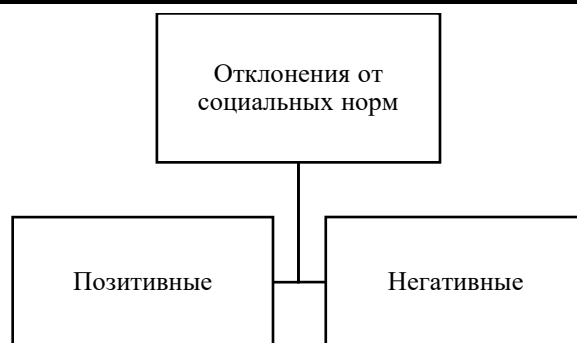 Отклонения от
социальных норм
Позитивные
Негативные